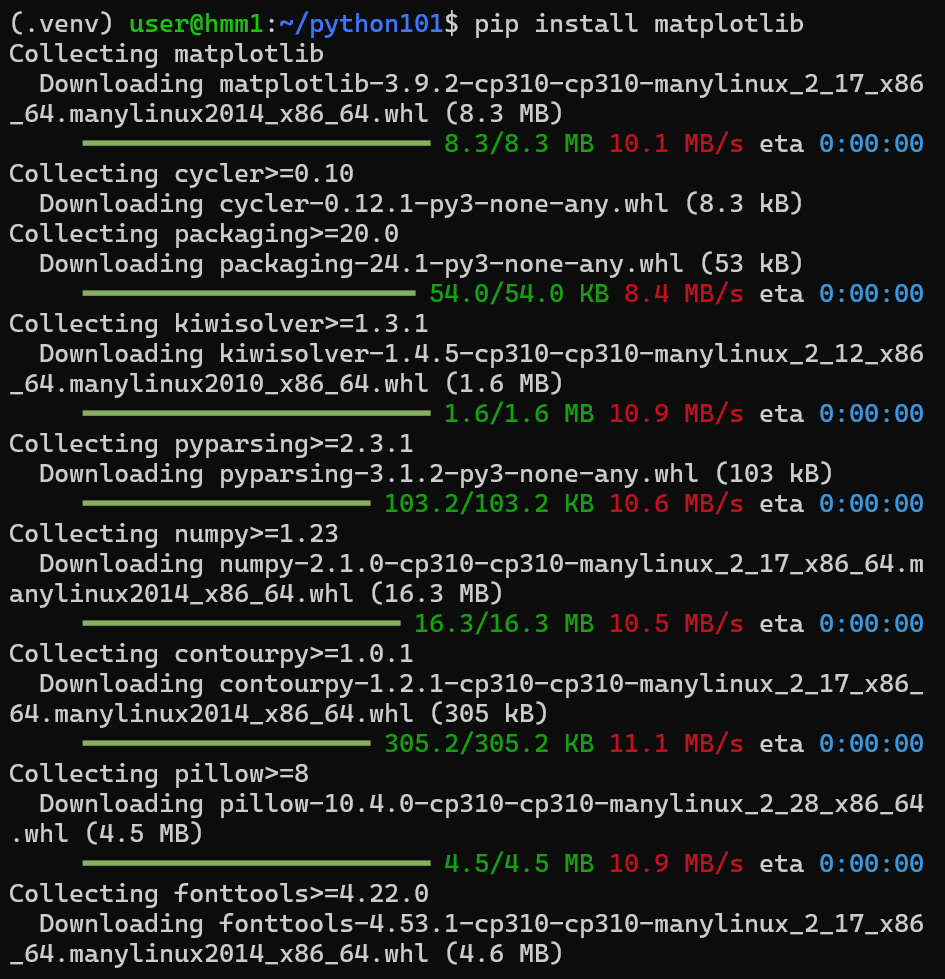 (.venv) user@hmm1:~/python101$ pip install matplotlib
Collecting matplotlib
  Downloading matplotlib-3.9.2-cp310-cp310-manylinux_2_17_x86
_64.manylinux2014_x86_64.whl (8.3 MB)
8.3/8.3 MB 10.1 MB/s eta 0:00:00
Collecting cycler>=0.10
  Downloading cycler-0.12.1-py3-none-any.whl (8.3 kB)
Collecting packaging>=20.0
  Downloading packaging-24.1-py3-none-any.whl (53 kB)
54.0/54.0 KB 8.4 MB/s eta 0:00:00
Collecting kiwisolver>=1.3.1
  Downloading kiwisolver-1.4.5-cp310-cp310-manylinux_2_12_x86
_64.manylinux2010_x86_64.whl (1.6 MB)
1.6/1.6 MB 10.9 MB/s eta 0:00:00
Collecting pyparsing>=2.3.1
  Downloading pyparsing-3.1.2-py3-none-any.whl (103 kB)
103.2/103.2 KB 10.6 MB/s eta 0:00:00
Collecting numpy>=1.23
  Downloading numpy-2.1.0-cp310-cp310-manylinux_2_17_x86_64.m
anylinux2014_x86_64.whl (16.3 MB)
16.3/16.3 MB 10.5 MB/s eta 0:00:00
Collecting contourpy>=1.0.1
  Downloading contourpy-1.2.1-cp310-cp310-manylinux_2_17_x86_
64.manylinux2014_x86_64.whl (305 kB)
305.2/305.2 KB 11.1 MB/s eta 0:00:00
Collecting pillow>=8
  Downloading pillow-10.4.0-cp310-cp310-manylinux_2_28_x86_64
.whl (4.5 MB)
4.5/4.5 MB 10.9 MB/s eta 0:00:00
Collecting fonttools>=4.22.0
  Downloading fonttools-4.53.1-cp310-cp310-manylinux_2_17_x86
_64.manylinux2014_x86_64.whl (4.6 MB)